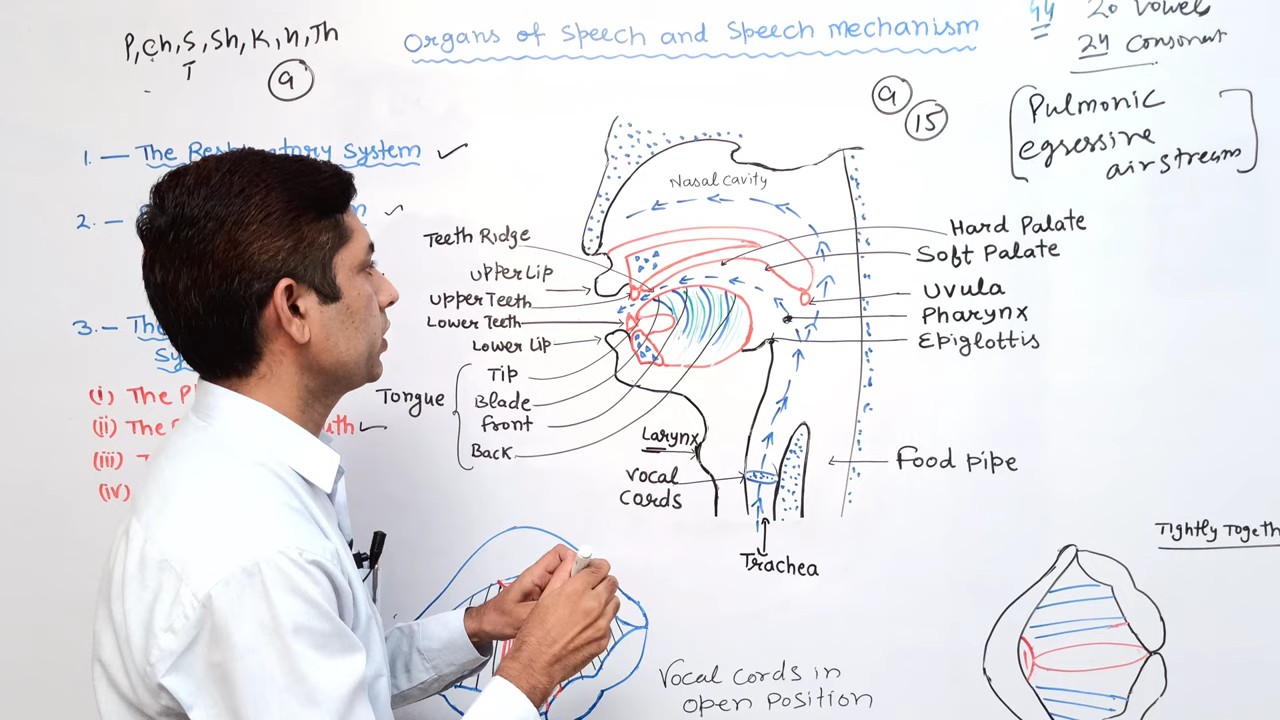 P, Ch, S, Sh, K, h, Th
T
9
Organs of Speech and Speech mechanism
44 20 Vowels
24 Consonant
9 15
Pulmonic
egressive
airstream
1. — The Respiratory System ✓
2. —
3. — The
Sy
(i) The
(ii) The
(iii)
(iv)
Nasal cavity
Teeth Ridge
upper Lip
upper Teeth
Lower Teeth
Lower Lip
Tongue
Tip
Blade
front
Back
Larynx
Vocal
Cords
Hard Palate
Soft Palate
Uvula
Pharynx
Epiglottis
Food pipe
Trachea
Vocal cords in
open Position
Tightly Togeth